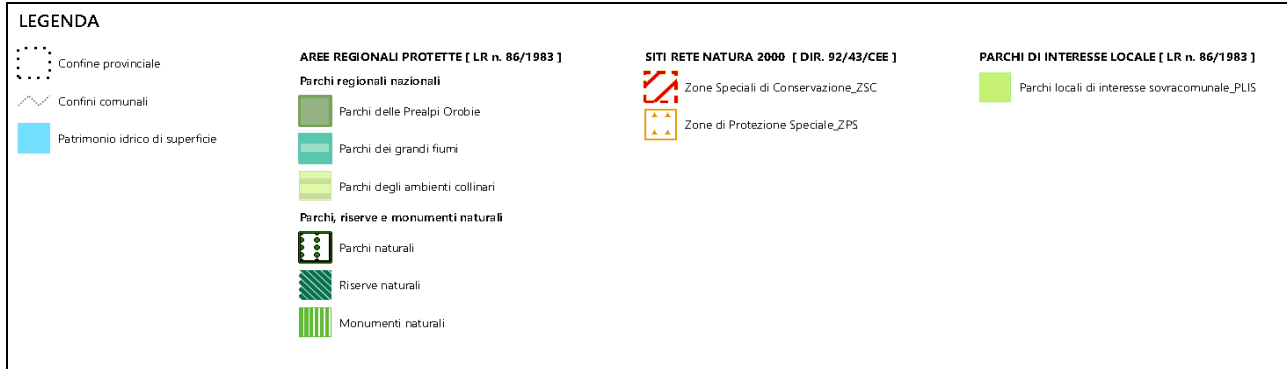 LEGENDA
Confine provinciale
Confini comunali
Patrimonio idrico di superficie
AREE REGIONALI PROTETTE [ LR n. 86/1983 ]
Parchi regionali nazionali
Parchi delle Prealpi Orobie
Parchi dei grandi fiumi
Parchi degli ambienti collinari
Parchi, riserve e monumenti naturali
Parchi naturali
Riserve naturali
Monumenti naturali
SITI RETE NATURA 2000 [ DIR. 92/43/CEE ]
Zone Speciali di Conservazione_ZSC
Zone di Protezione Speciale_ZPS
PARCHI DI INTERESSE LOCALE [ LR n. 86/1983 ]
Parchi locali di interesse sovracomunale_PLIS